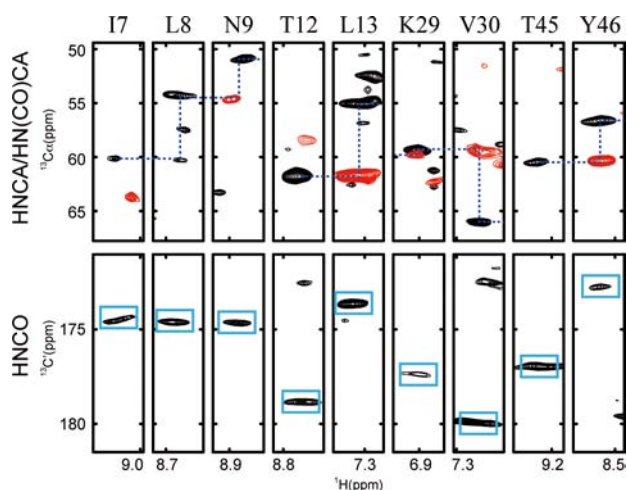 I7 L8 N9 T12 L13 K29 V30 T45 Y46
HNCA/HN(CO)CA
¹³Cα(ppm)
50
55
60
65
HNCO
¹³C'(ppm)
175
180
9.0 8.7 8.9 8.8 7.3 6.9 7.3 9.2 8.5
¹H(ppm)